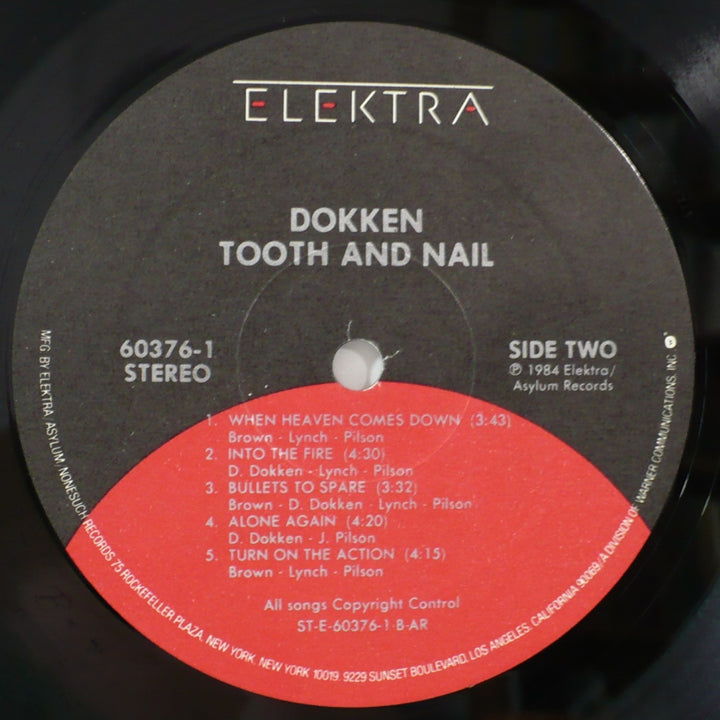 ELEKTRA
DOKKEN
TOOTH AND NAIL
60376-1
STEREO
SIDE TWO
℗ 1984 Elektra/
Asylum Records
1. WHEN HEAVEN COMES DOWN (3:43)
Brown - Lynch - Pilson
2. INTO THE FIRE (4:30)
D. Dokken - Lynch - Pilson
3. BULLETS TO SPARE (3:32)
Brown - D. Dokken - Lynch - Pilson
4. ALONE AGAIN (4:20)
D. Dokken - J. Pilson
5. TURN ON THE ACTION (4:15)
Brown - Lynch - Pilson
All songs Copyright Control
ST-E-60376-1-B-AR
MFG. BY ELEKTRA, ASYLUM, NONESUCH RECORDS 75 ROCKEFELLER PLAZA, NEW YORK, NEW YORK 10019. 9229 SUNSET BOULEVARD, LOS ANGELES, CALIFORNIA 90069/A DIVISION OF WARNER COMMUNICATIONS, INC.